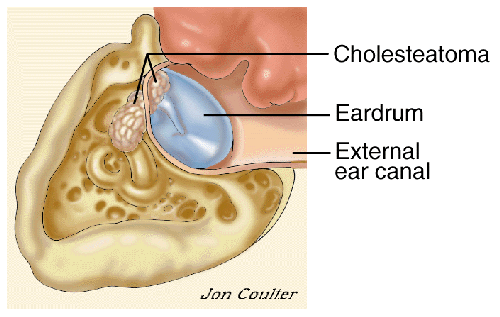 Cholesteatoma
Eardrum
External
ear canal
Jon Coulter